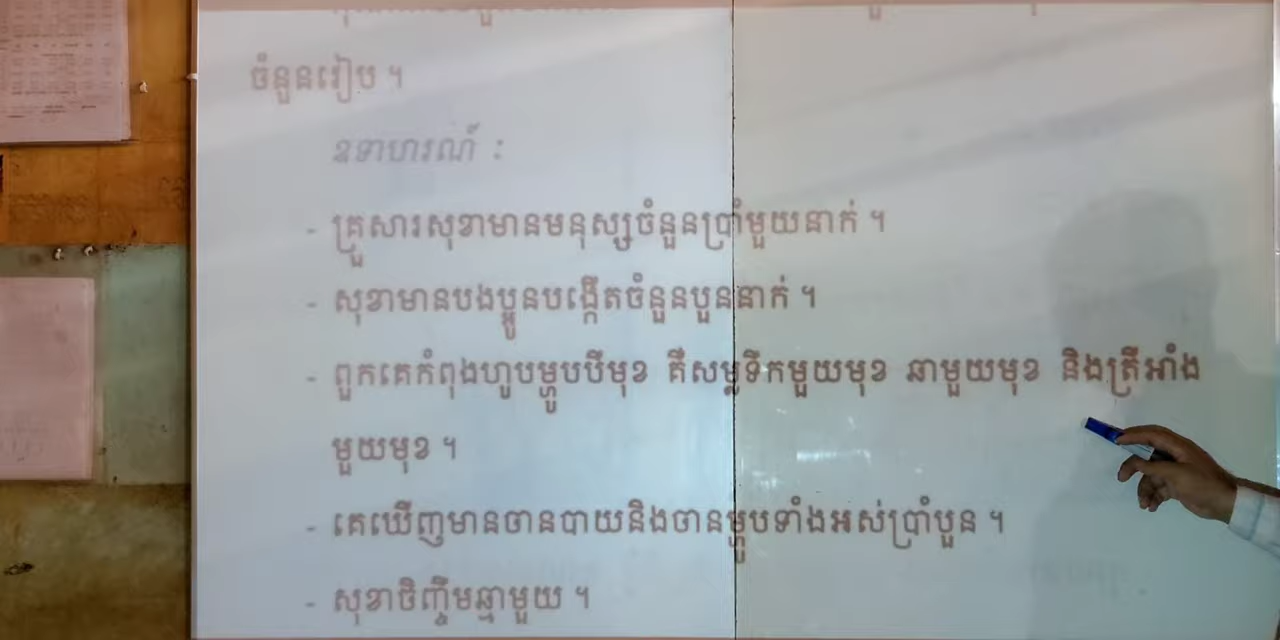 ចំនួនរៀប ។
ឧទាហរណ៍ ៖
- គ្រួសារសុខាមានមនុស្សចំនួនប្រាំមួយនាក់ ។
- សុខាមានបងប្អូនបង្កើតចំនួនបួននាក់ ។
- ពួកគេកំពុងហូបម្ហូបបីមុខ គឺសម្លទឹកមួយមុខ ឆាមួយមុខ និងត្រីអាំង
មួយមុខ ។
- គេឃើញមានចានបាយនិងចានម្ហូបទាំងអស់ប្រាំបួន ។
- សុខាចិញ្ចឹមឆ្មាមួយ ។